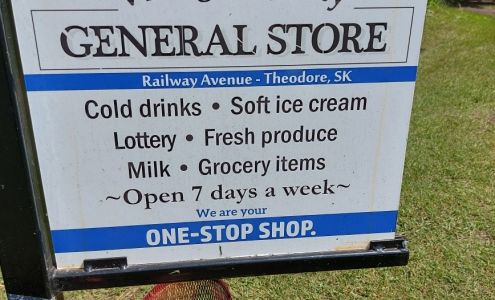 GENERAL STORE
Railway Avenue - Theodore, SK
Cold drinks • Soft ice cream
Lottery • Fresh produce
Milk • Grocery items
~Open 7 days a week~
We are your
ONE-STOP SHOP.